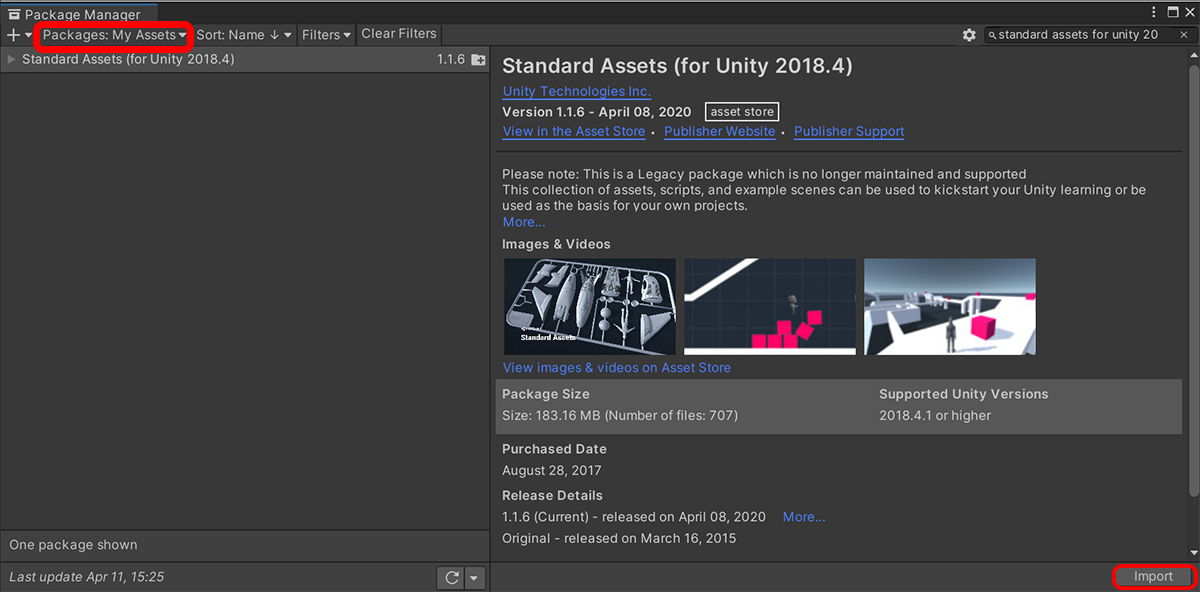 Package Manager
Packages: My Assets Sort: Name ↓ Filters Clear Filters standard assets for unity 20
Standard Assets (for Unity 2018.4) 1.1.6
Standard Assets (for Unity 2018.4)
Unity Technologies Inc.
Version 1.1.6 - April 08, 2020 asset store
View in the Asset Store • Publisher Website • Publisher Support
Please note: This is a Legacy package which is no longer maintained and supported
This collection of assets, scripts, and example scenes can be used to kickstart your Unity learning or be
used as the basis for your own projects.
More...
Images & Videos
Standard Assets
View images & videos on Asset Store
Package Size Supported Unity Versions
Size: 183.16 MB (Number of files: 707) 2018.4.1 or higher
Purchased Date
August 28, 2017
Release Details
1.1.6 (Current) - released on April 08, 2020 More...
Original - released on March 16, 2015
One package shown
Last update Apr 11, 15:25
Import